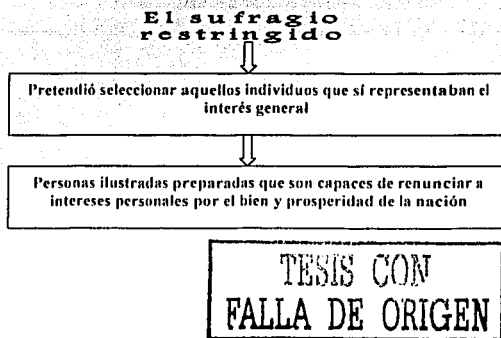 El sufragio
restringido
Pretendió seleccionar aquellos individuos que sí representaban el
interés general
Personas ilustradas preparadas que son capaces de renunciar a
intereses personales por el bien y prosperidad de la nación
TESIS CON
FALLA DE ORIGEN